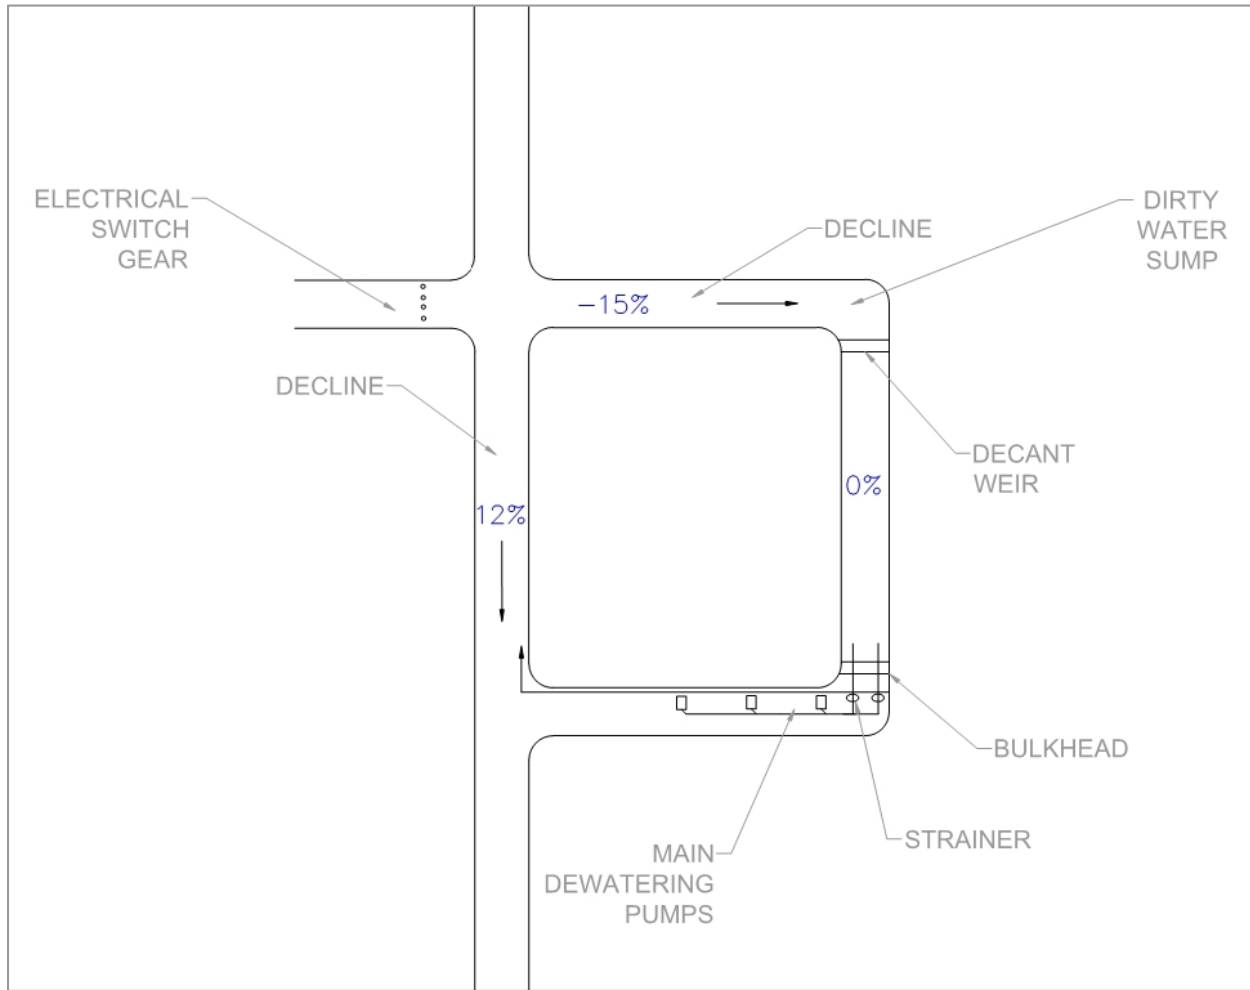 ELECTRICAL
SWITCH
GEAR
DECLINE
DIRTY
WATER
SUMP
-15%
DECLINE
DECANT
WEIR
0%
12%
BULKHEAD
STRAINER
MAIN
DEWATERING
PUMPS